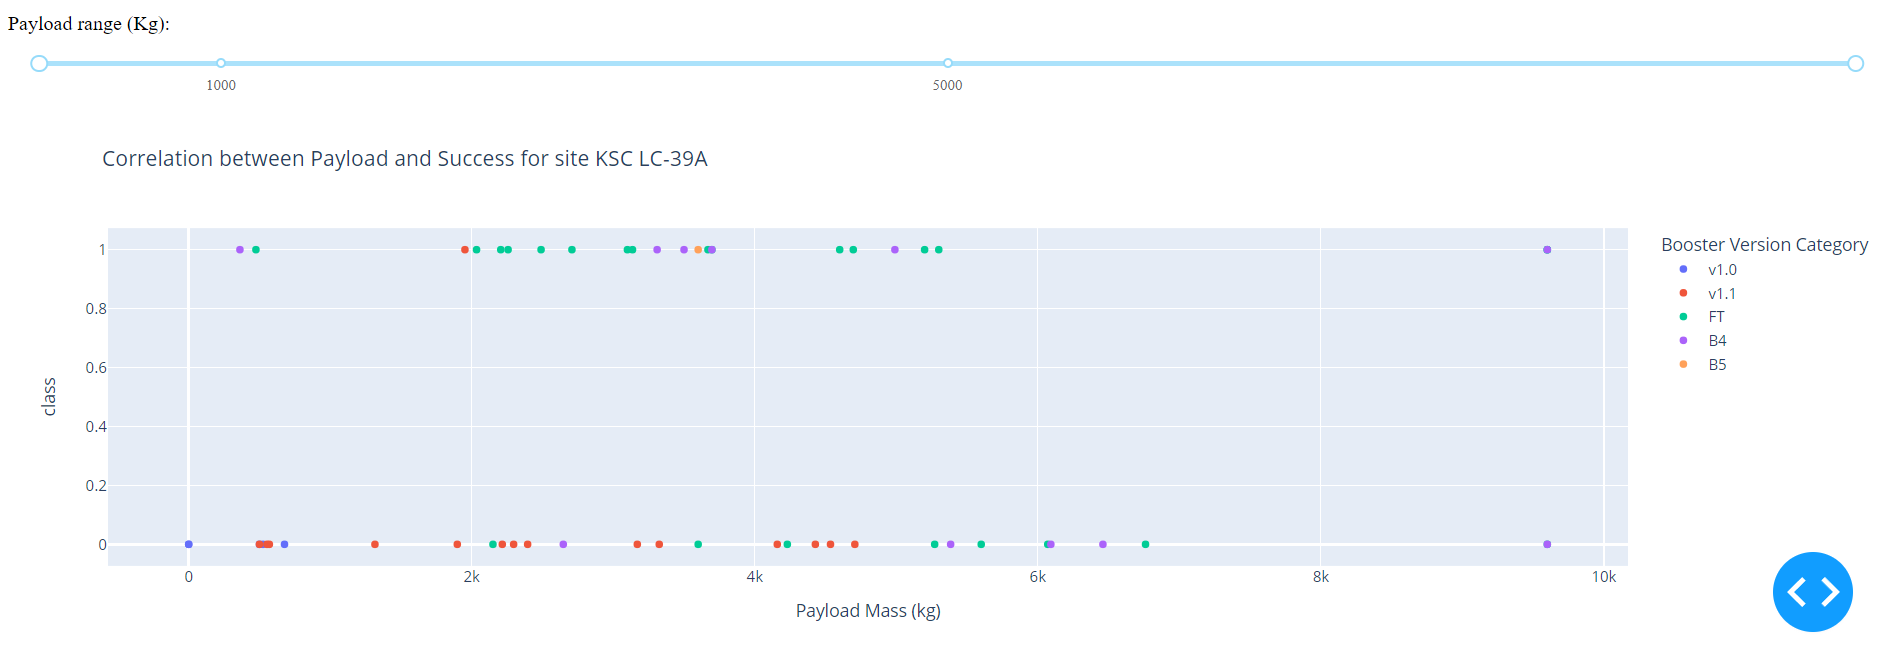 Payload range (Kg):
1000 5000
Correlation between Payload and Success for site KSC LC-39A
Booster Version Category
v1.0
v1.1
FT
B4
B5
class
1
0.8
0.6
0.4
0.2
0
0 2k 4k 6k 8k 10k
Payload Mass (kg)